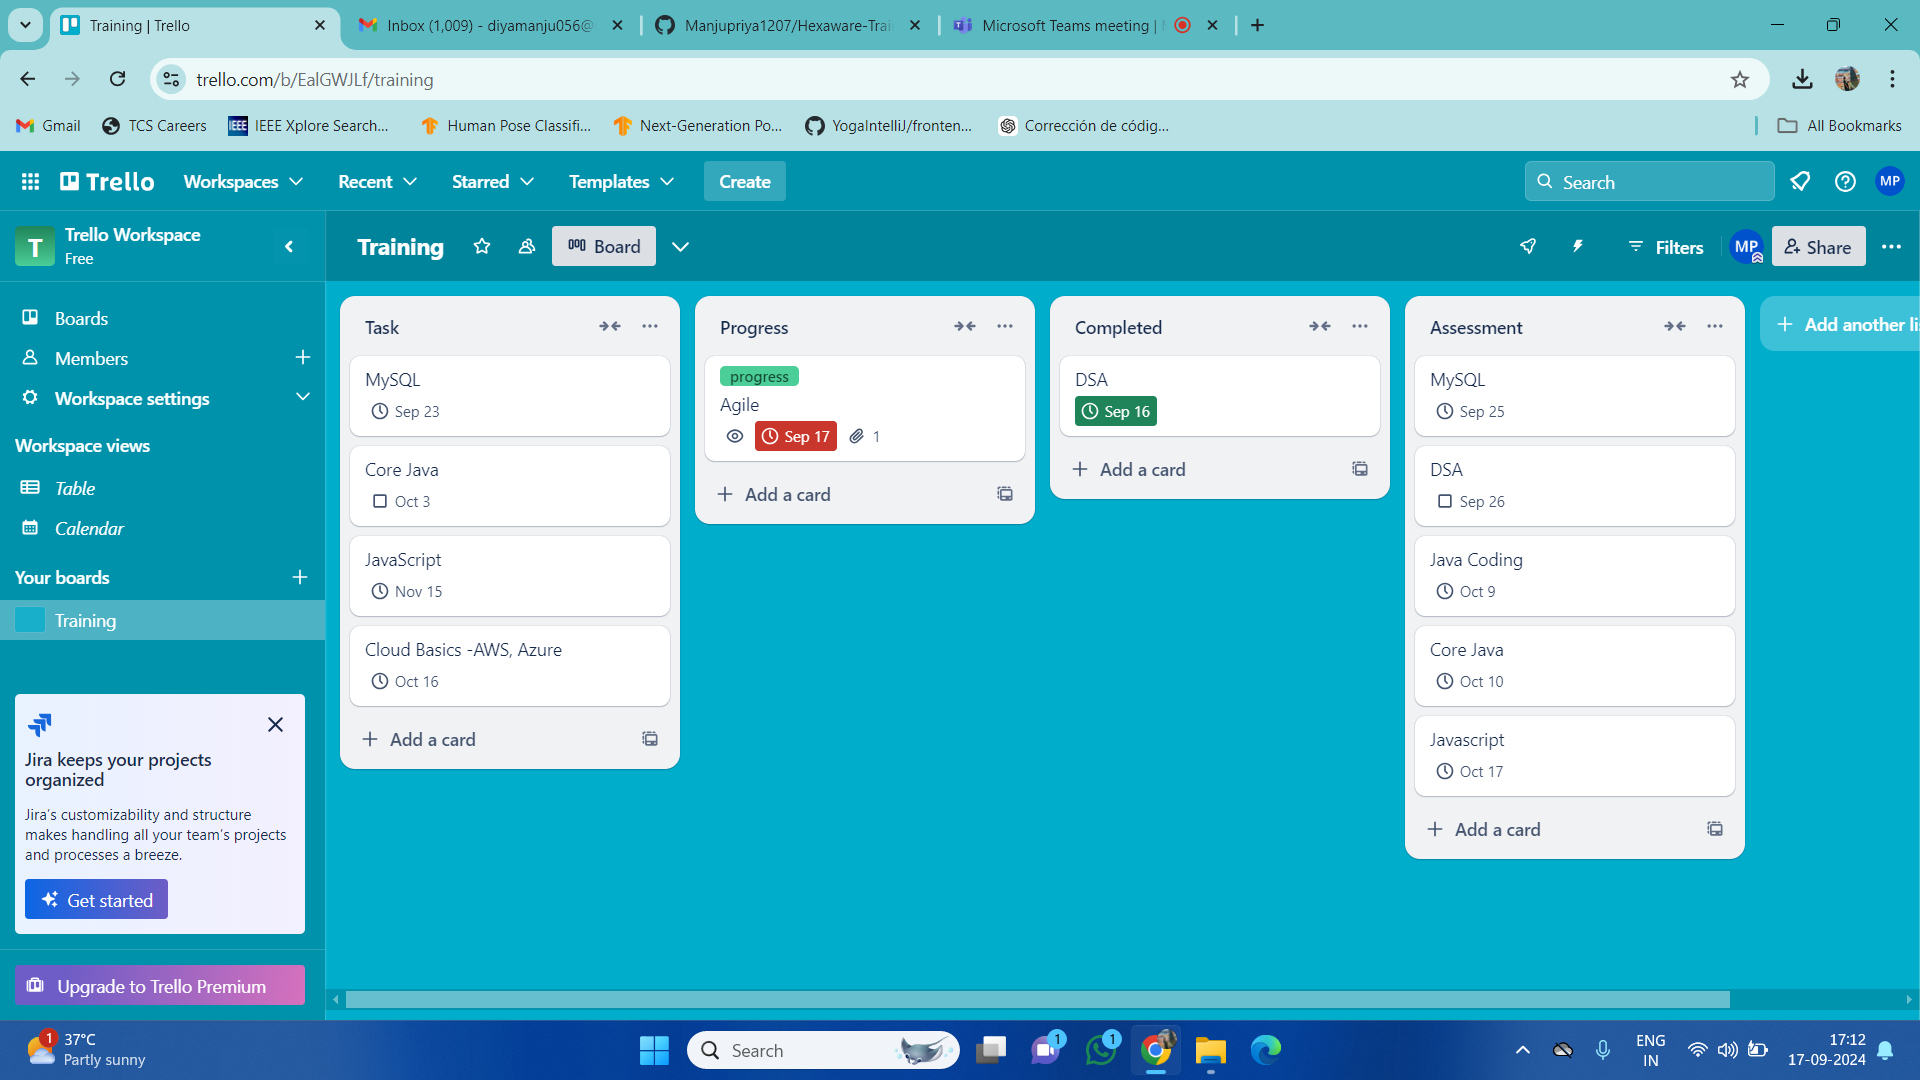 Training | Trello
Inbox (1,009) - diyamanju056@
Manjupriya1207/Hexaware-Trai
Microsoft Teams meeting |
trello.com/b/EalGWJLf/training
Gmail
TCS Careers
IEEE
IEEE Xplore Search...
Human Pose Classifi...
Next-Generation Po...
YogaIntelliJ/fronten...
Corrección de códig...
All Bookmarks
Trello
Workspaces
Recent
Starred
Templates
Create
Search
MP
T
Trello Workspace
Free
Training
Board
Filters
MP
Share
Boards
Members
Workspace settings
Workspace views
Table
Calendar
Your boards
Training
Jira keeps your projects
organized
Jira's customizability and structure
makes handling all your team's projects
and processes a breeze.
Get started
Upgrade to Trello Premium
Task
MySQL
Sep 23
Core Java
Oct 3
JavaScript
Nov 15
Cloud Basics -AWS, Azure
Oct 16
Add a card
Progress
progress
Agile
Sep 17
1
Add a card
Completed
DSA
Sep 16
Add a card
Assessment
MySQL
Sep 25
DSA
Sep 26
Java Coding
Oct 9
Core Java
Oct 10
Javascript
Oct 17
Add a card
Add another li
1
37°C
Partly sunny
Search
1
1
ENG
IN
17:12
17-09-2024